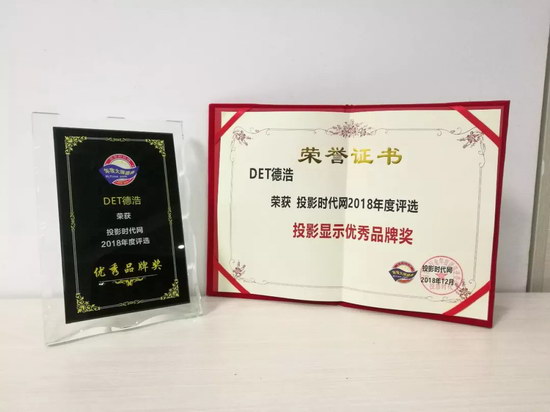 DET德浩
荣获
投影时代网
2018年度评选
优秀品牌奖
荣誉证书
DET德浩
荣获 投影时代网2018年度评选
投影显示优秀品牌奖
投影时代网
2018年12月